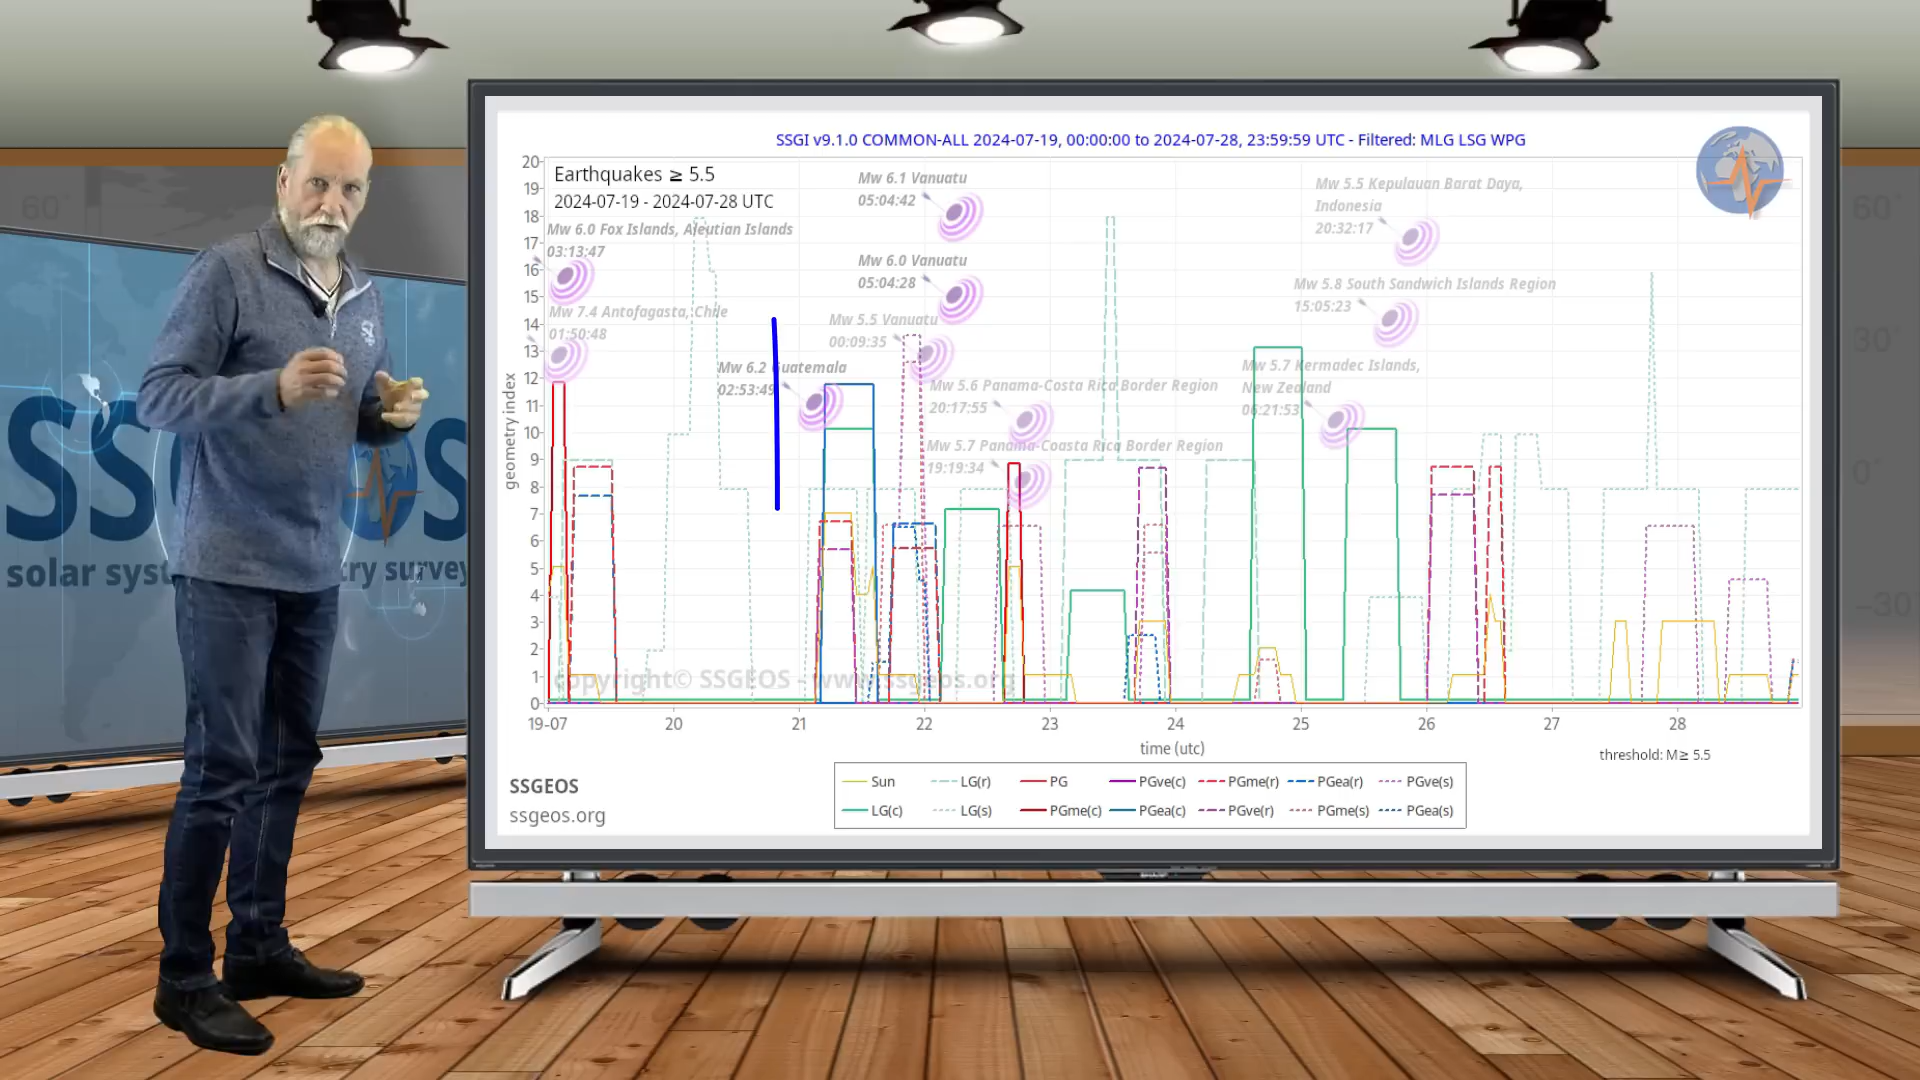 SSGI v9.1.0 COMMON-ALL 2024-07-19, 00:00:00 to 2024-07-28, 23:59:59 UTC - Filtered: MLG LSG WPG
Earthquakes ≥ 5.5
2024-07-19 - 2024-07-28 UTC
Mw 6.0 Fox Islands, Aleutian Islands
03:13:47
Mw 7.4 Antofagasta, Chile
01:50:48
Mw 6.2 Guatemala
02:53:49
Mw 6.1 Vanuatu
05:04:42
Mw 6.0 Vanuatu
05:04:28
Mw 5.5 Vanuatu
00:09:35
Mw 5.6 Panama-Costa Rica Border Region
20:17:55
Mw 5.7 Panama-Coasta Rica Border Region
19:19:34
Mw 5.5 Kepulauan Barat Daya,
Indonesia
20:32:17
Mw 5.8 South Sandwich Islands Region
15:05:23
Mw 5.7 Kermadec Islands,
New Zealand
06:21:53
geometry index
20
19
18
17
16
15
14
13
12
11
10
9
8
7
6
5
4
3
2
1
0
copyright© SSGEOS - www.ssgeos.org
19-07 20 21 22 23 24 25 26 27 28
time (utc)
threshold: M≥ 5.5
Sun LG(r) PG PGve(c) PGme(r) PGea(r) PGve(s)
LG(c) LG(s) PGme(c) PGea(c) PGve(r) PGme(s) PGea(s)
SSGEOS
ssgeos.org
60°
60°
30°
0°
-30°